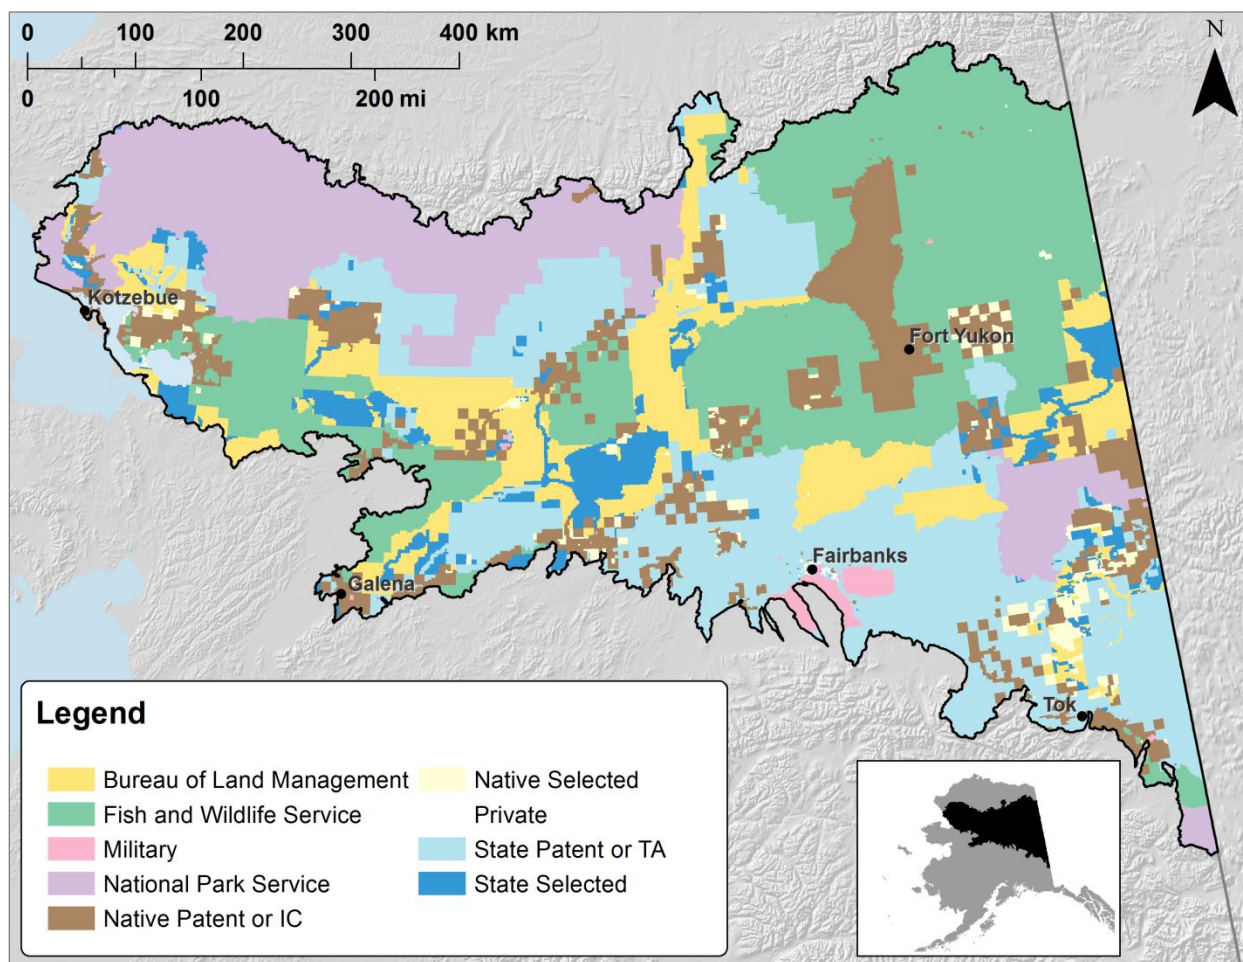 0 100 200 300 400 km
0 100 200 mi
N
Kotzebue
Fort Yukon
Fairbanks
Galena
Tok
Legend
Bureau of Land Management
Fish and Wildlife Service
Military
National Park Service
Native Patent or IC
Native Selected
Private
State Patent or TA
State Selected